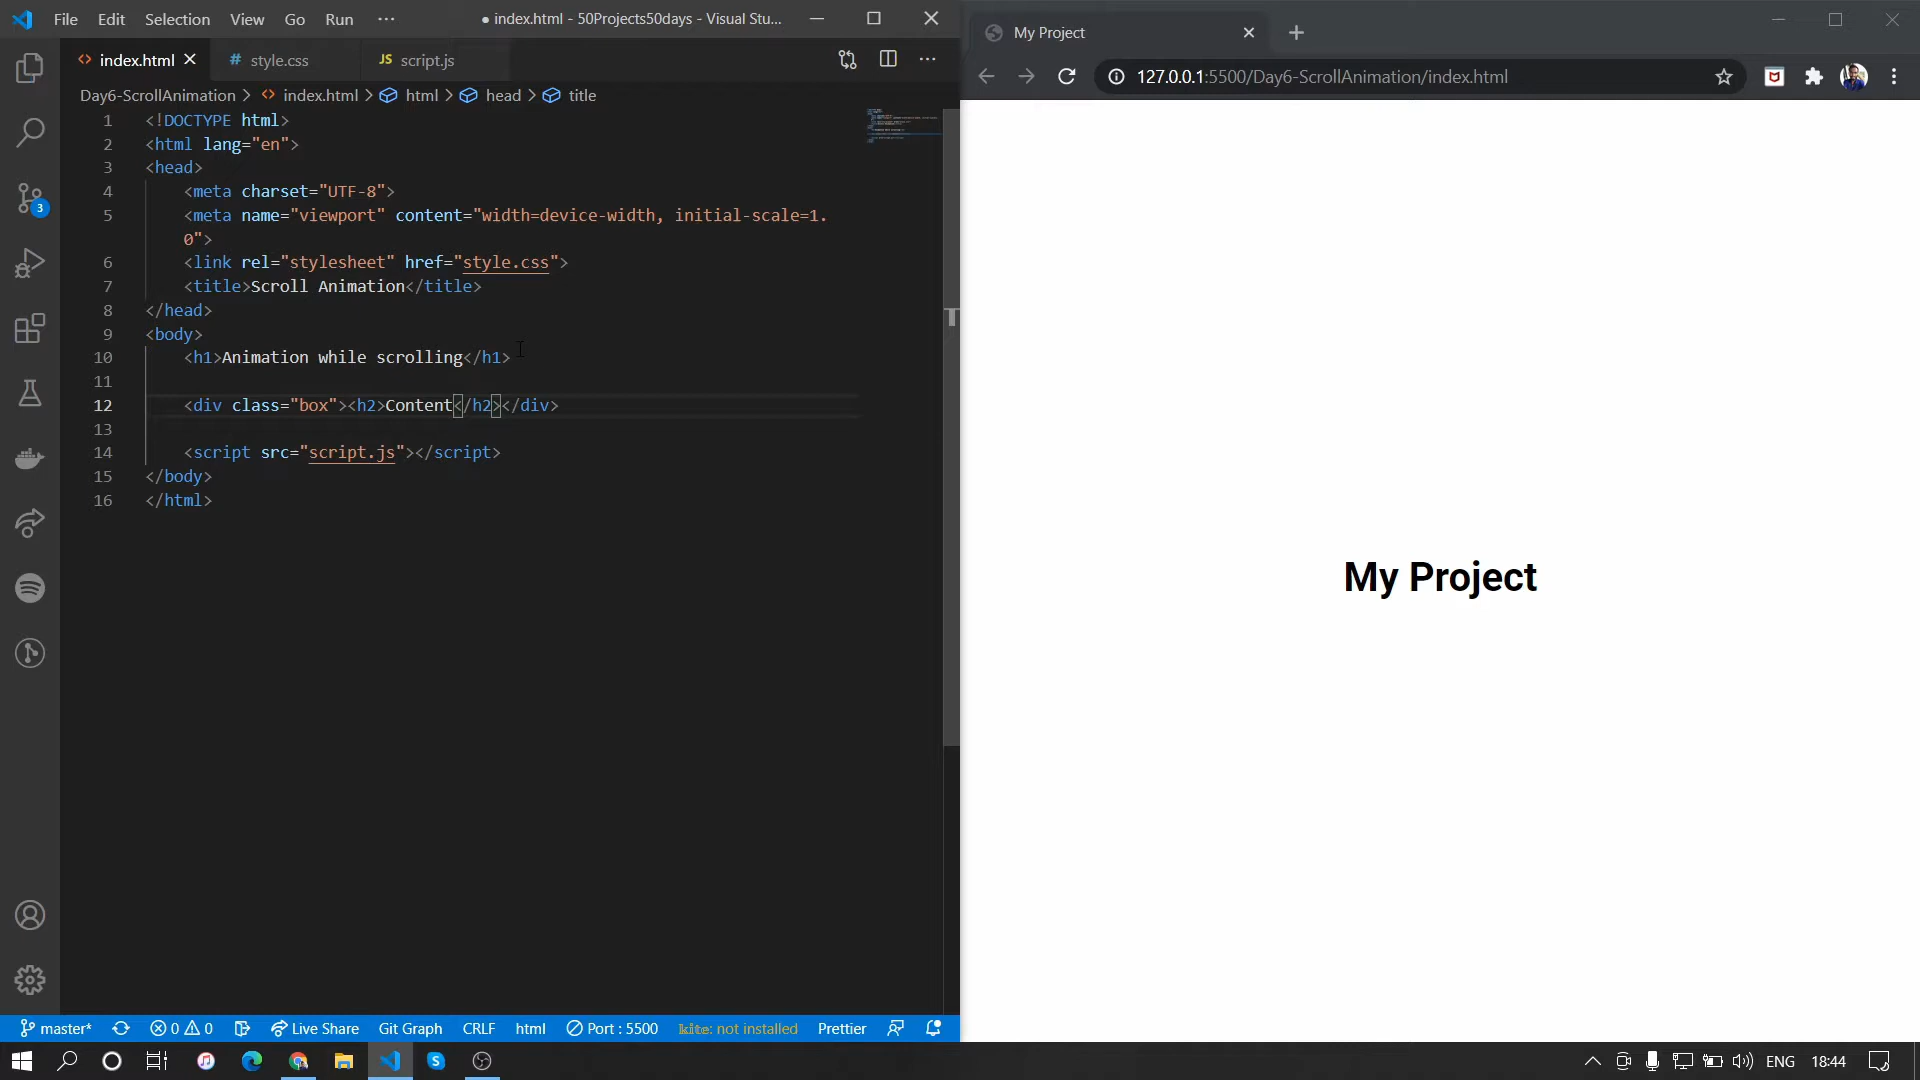 File Edit Selection View Go Run ··· ● index.html - 50Projects50days - Visual Stu...
index.html style.css JS script.js
Day6-ScrollAnimation > index.html > html > head > title
1 <!DOCTYPE html>
2 <html lang="en">
3 <head>
4 <meta charset="UTF-8">
5 <meta name="viewport" content="width=device-width, initial-scale=1.
0">
6 <link rel="stylesheet" href="style.css">
7 <title>Scroll Animation</title>
8 </head>
9 <body>
10 <h1>Animation while scrolling</h1>
11
12 <div class="box"><h2>Content</h2></div>
13
14 <script src="script.js"></script>
15 </body>
16 </html>
3
master* 0 0 Live Share Git Graph CRLF html Port : 5500 kite: not installed Prettier
My Project
127.0.0.1:5500/Day6-ScrollAnimation/index.html
My Project
ENG 18:44